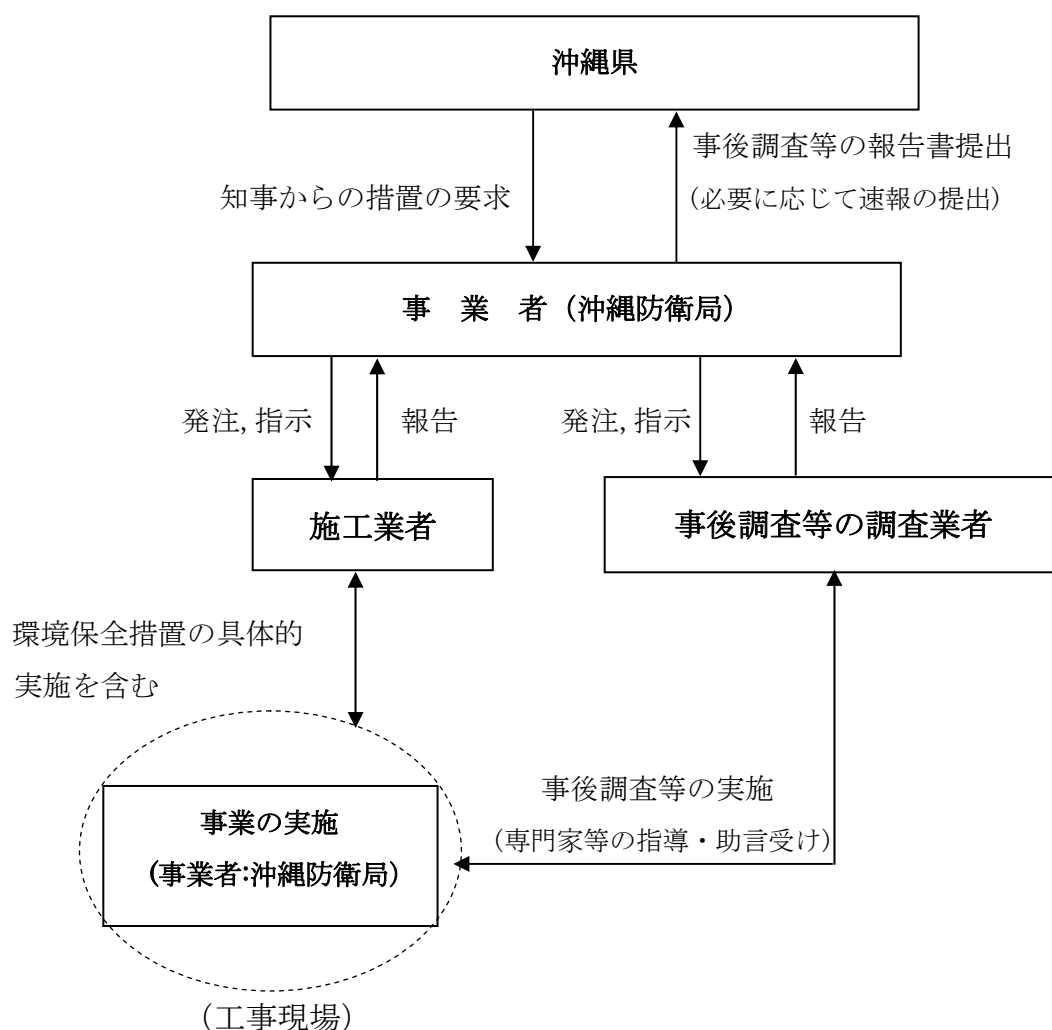 沖縄県
事後調査等の報告書提出
(必要に応じて速報の提出)
知事からの措置の要求
事　業　者（沖縄防衛局）
発注,指示
報告
発注,指示
報告
施工業者
事後調査等の調査業者
環境保全措置の具体的
実施を含む
事後調査等の実施
(専門家等の指導・助言受け)
事業の実施
(事業者:沖縄防衛局)
（工事現場）